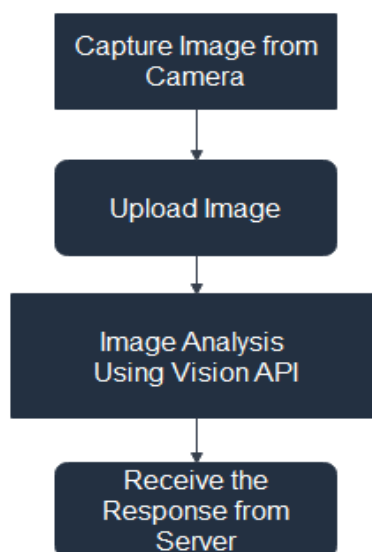 Capture Image from
Camera
Upload Image
Image Analysis
Using Vision API
Receive the
Response from
Server